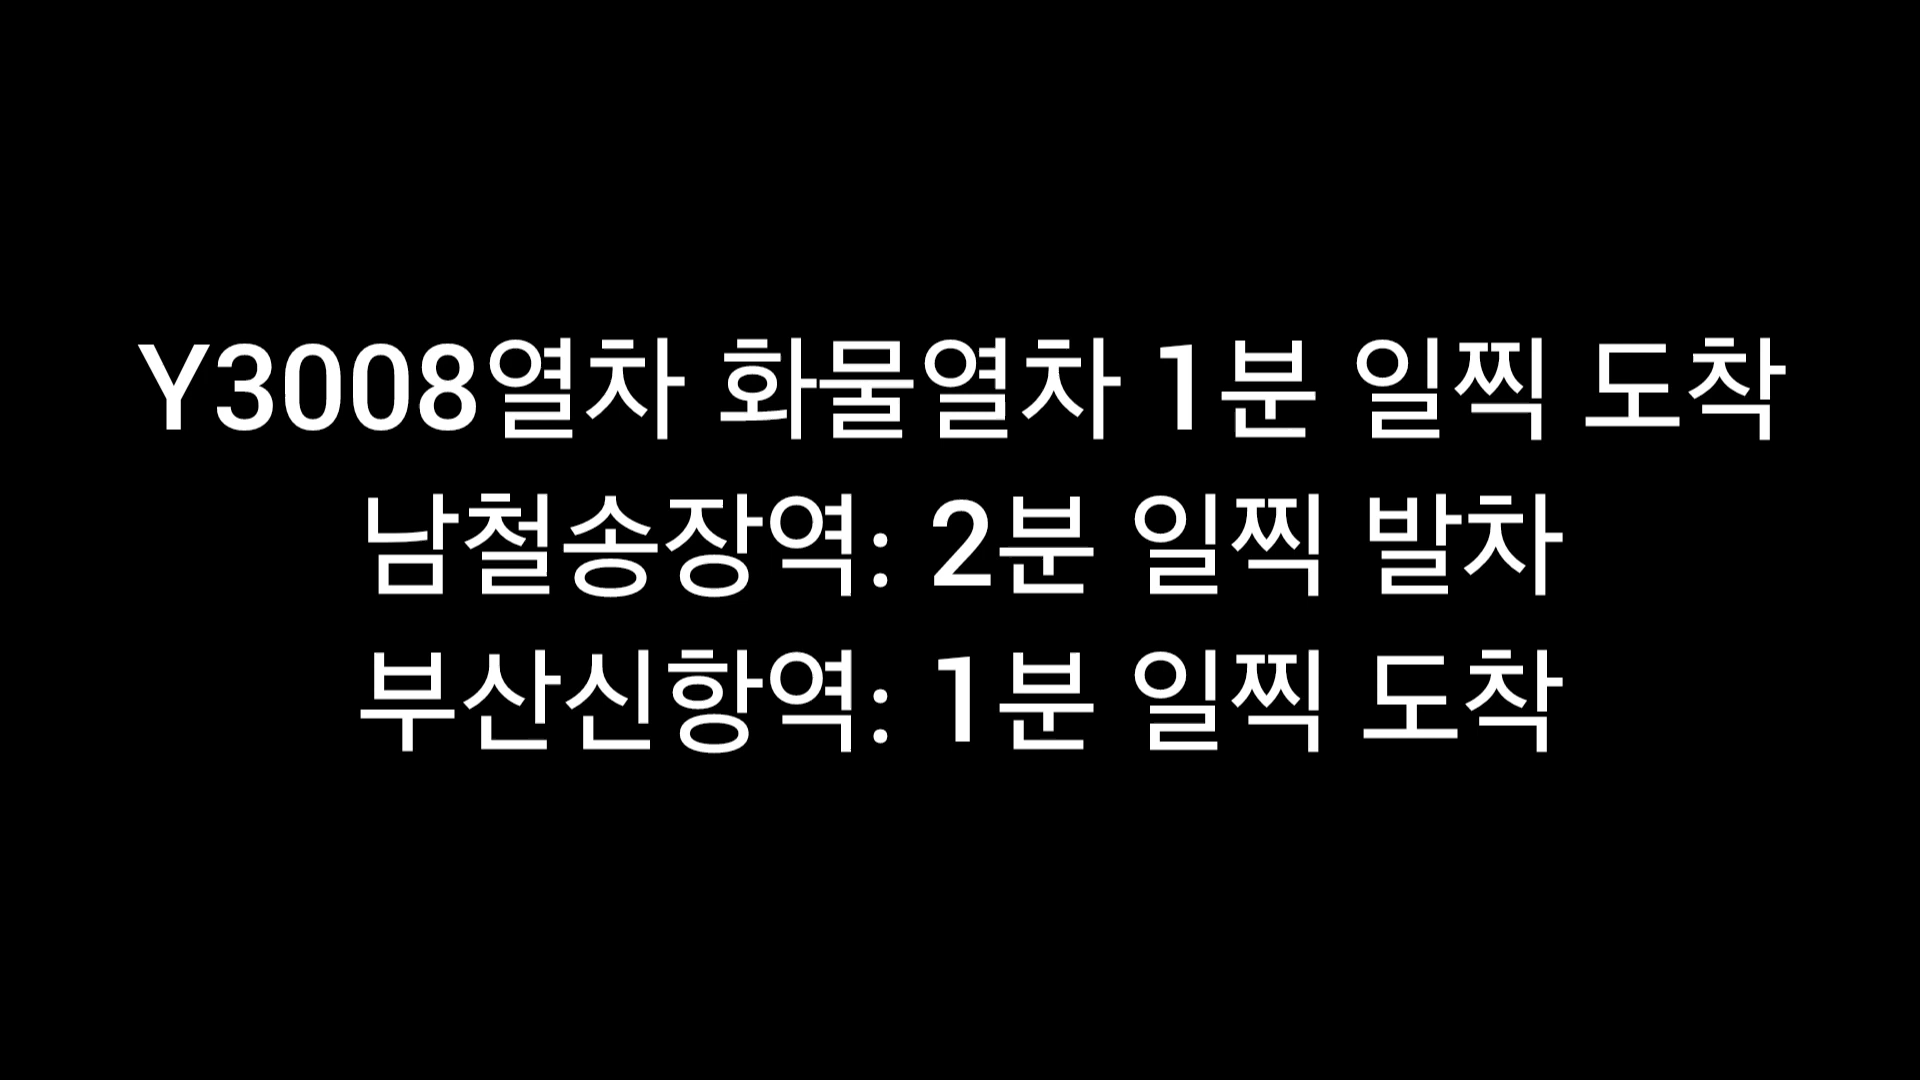 Y3008열차 화물열차 1분 일찍 도착
남철송장역: 2분 일찍 발차
부산신항역: 1분 일찍 도착